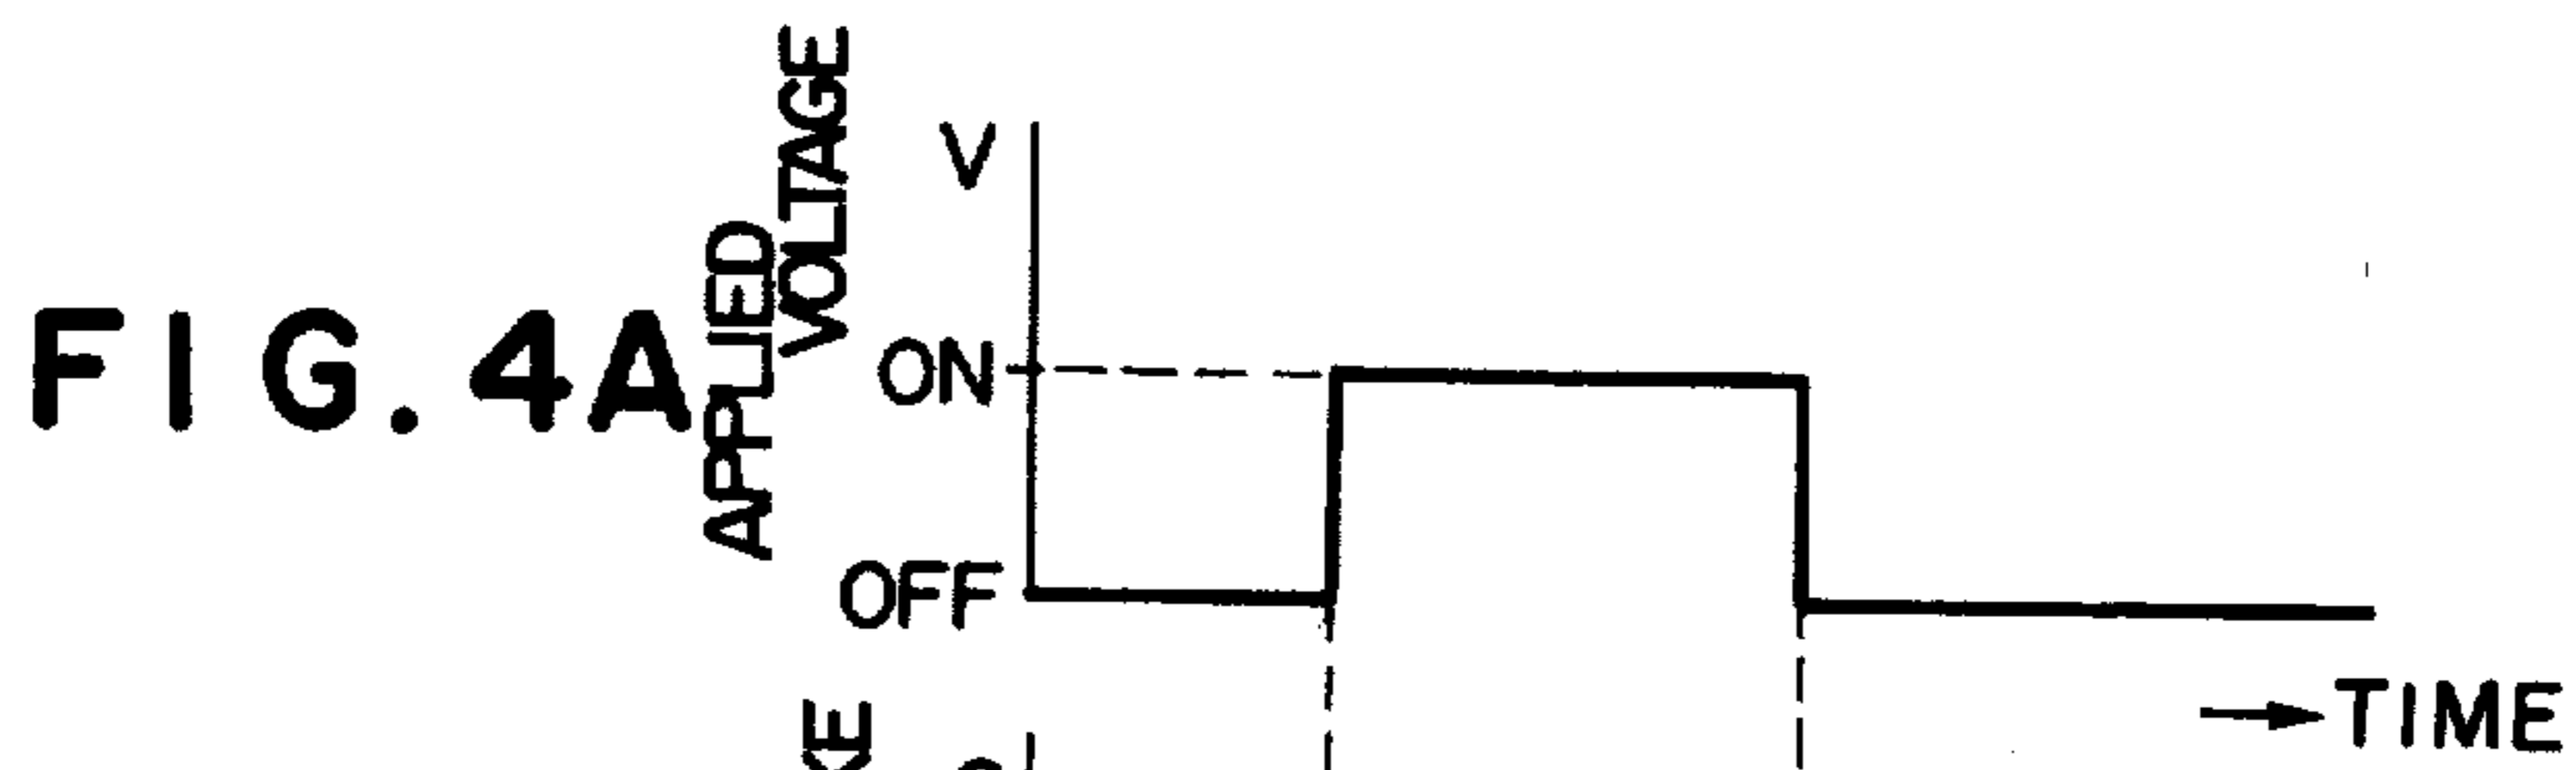 FIG. 4A
APPLIED
VOLTAGE
V
ON
OFF
TIME